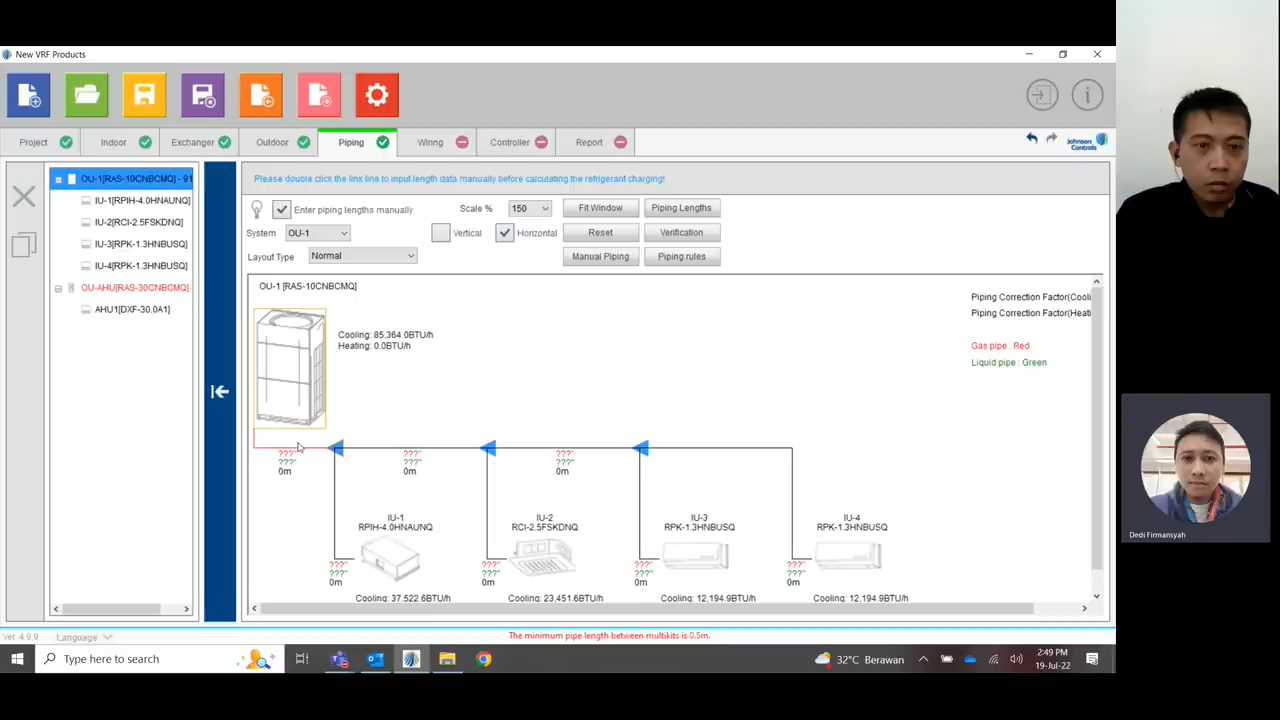 New VRF Products
Project
Indoor
Exchanger
Outdoor
Piping
Wiring
Controller
Report
Johnson
Controls
OU-1[RAS-10CNBCMQ] - 91
IU-1[RPIH-4.0HNAUNQ]
IU-2[RCI-2.5FSKDNQ]
IU-3[RPK-1.3HNBUSQ]
IU-4[RPK-1.3HNBUSQ]
OU-AHU[RAS-30CNBCMQ] -
AHU1[DXF-30.0A1]
Please double click the link line to input length data manually before calculating the refrigerant charging!
Enter piping lengths manually
Scale %
150
Fit Window
Piping Lengths
System
OU-1
Vertical
Horizontal
Reset
Verification
Layout Type
Normal
Manual Piping
Piping rules
OU-1 [RAS-10CNBCMQ]
Piping Correction Factor(Cooli
Piping Correction Factor(Heati
Cooling: 85,364.0BTU/h
Heating: 0.0BTU/h
Gas pipe : Red
Liquid pipe : Green
???"
???"
0m
???"
???"
0m
???"
???"
0m
IU-1
RPIH-4.0HNAUNQ
IU-2
RCI-2.5FSKDNQ
IU-3
RPK-1.3HNBUSQ
IU-4
RPK-1.3HNBUSQ
???"
???"
0m
???"
???"
0m
???"
???"
0m
???"
???"
0m
Cooling: 37,522.6BTU/h
Cooling: 23,451.6BTU/h
Cooling: 12,194.9BTU/h
Cooling: 12,194.9BTU/h
Dedi Firmansyah
Ver. 4.9.9
Language
The minimum pipe length between multikits is 0.5m.
Type here to search
32°C Berawan
2:49 PM
19-Jul-22